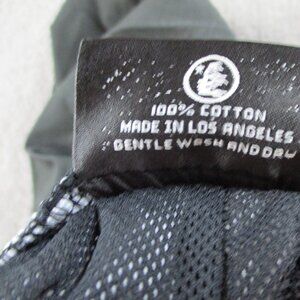 100% COTTON
MADE IN LOS ANGELES
GENTLE WASH AND DRY